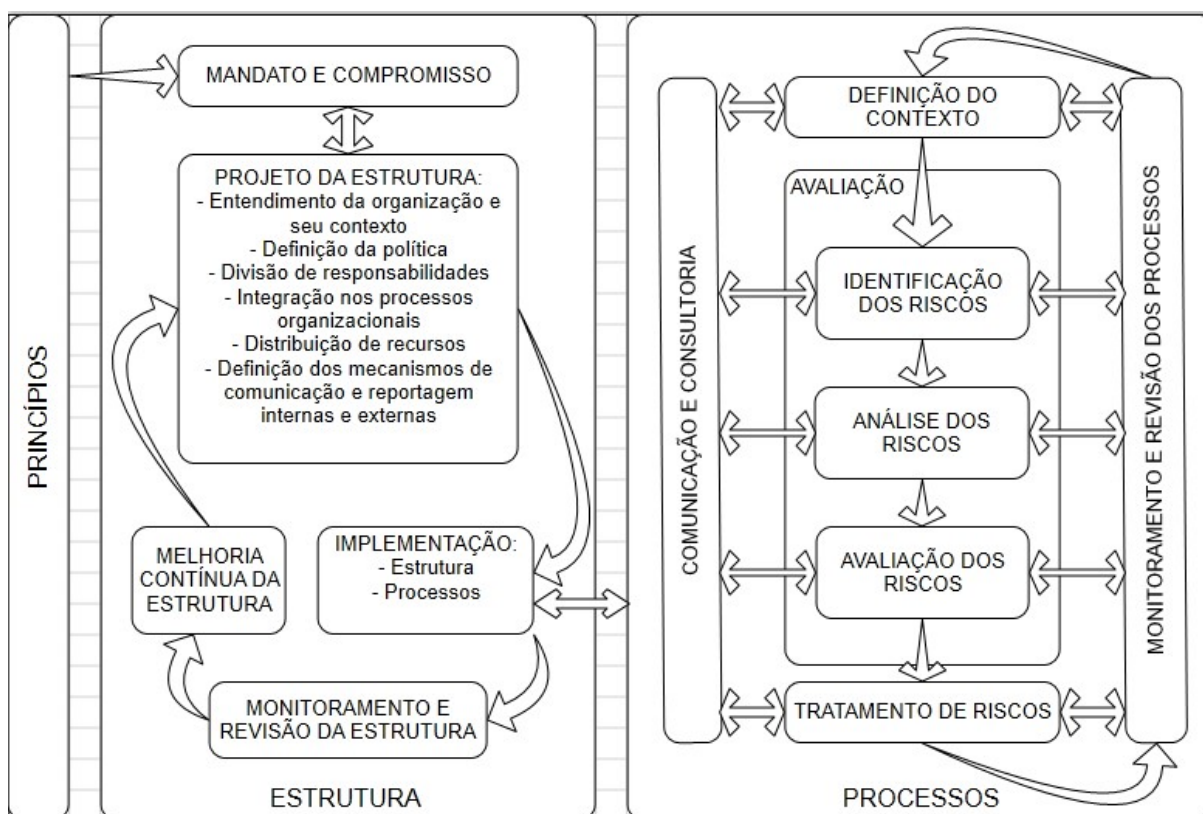 PRINCÍPIOS
MANDATO E COMPROMISSO
PROJETO DA ESTRUTURA:
- Entendimento da organização e
seu contexto
- Definição da política
- Divisão de responsabilidades
- Integração nos processos
organizacionais
- Distribuição de recursos
- Definição dos mecanismos de
comunicação e reportagem
internas e externas
MELHORIA
CONTÍNUA DA
ESTRUTURA
IMPLEMENTAÇÃO:
- Estrutura
- Processos
MONITORAMENTO E
REVISÃO DA ESTRUTURA
ESTRUTURA
COMUNICAÇÃO E CONSULTORIA
DEFINIÇÃO DO
CONTEXTO
AVALIAÇÃO
IDENTIFICAÇÃO
DOS RISCOS
ANÁLISE DOS
RISCOS
AVALIAÇÃO DOS
RISCOS
TRATAMENTO DE RISCOS
MONITORAMENTO E REVISÃO DOS PROCESSOS
PROCESSOS